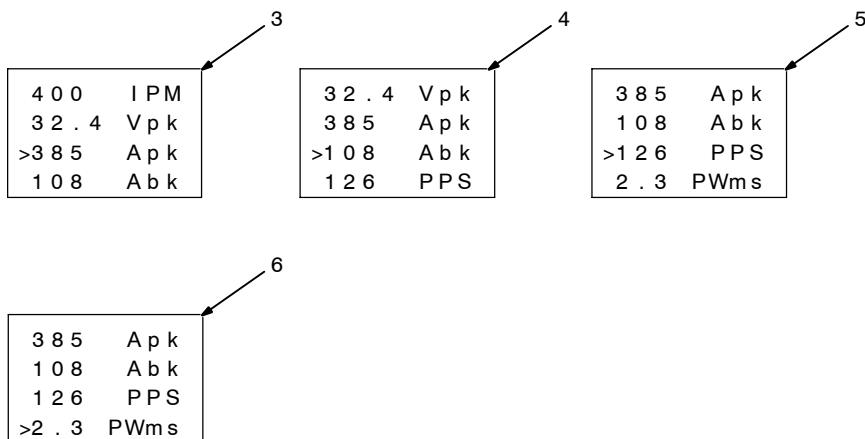 3
400 IPM
32.4 Vpk
>385 Apk
108 Abk
4
32.4 Vpk
385 Apk
>108 Abk
126 PPS
5
385 Apk
108 Abk
>126 PPS
2.3 PWms
6
385 Apk
108 Abk
126 PPS
>2.3 PWms